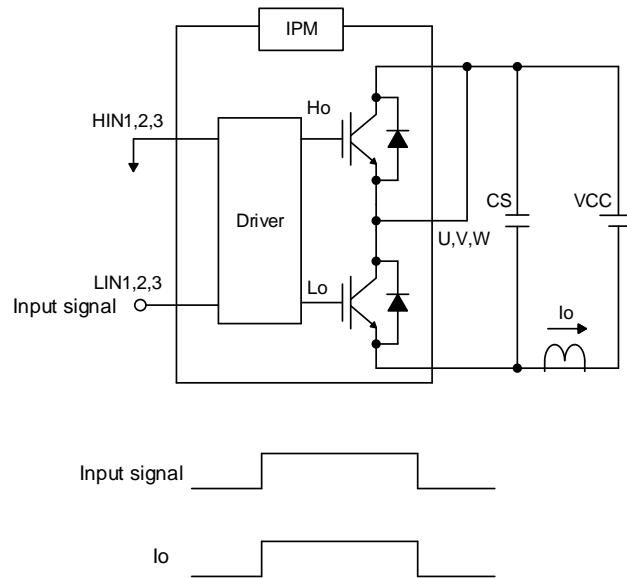 IPM
HIN1,2,3
Ho
Driver
CS
VCC
U,V,W
LIN1,2,3
Lo
Input signal
Io
Input signal
Io